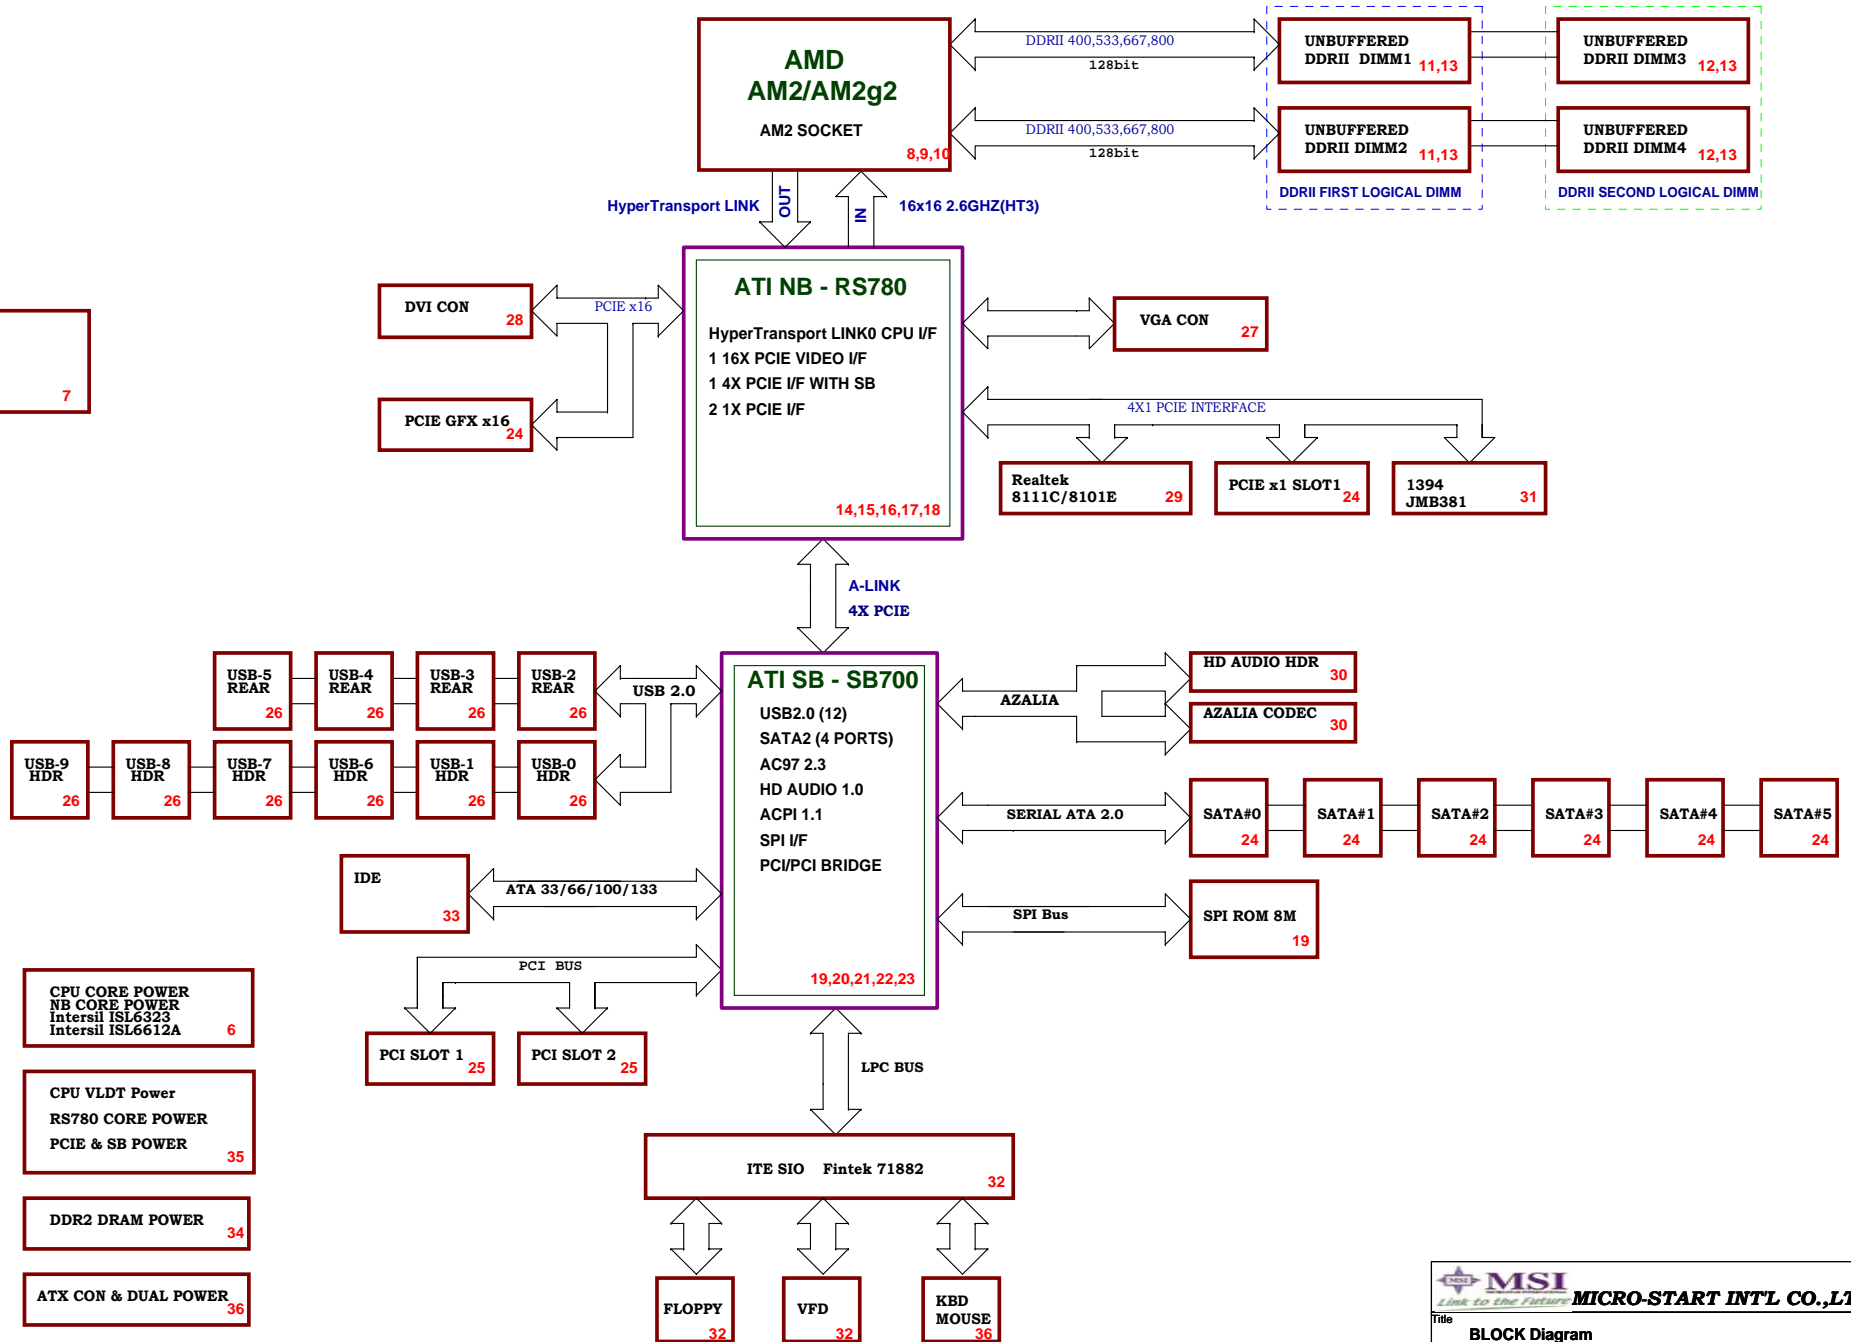 AMD
AM2/AM2g2
AM2 SOCKET
8,9,10
DDRII 400,533,667,800
128bit
DDRII 400,533,667,800
128bit
UNBUFFERED
DDRII DIMM1
11,13
UNBUFFERED
DDRII DIMM3
12,13
UNBUFFERED
DDRII DIMM2
11,13
UNBUFFERED
DDRII DIMM4
12,13
DDRII FIRST LOGICAL DIMM
DDRII SECOND LOGICAL DIMM
HyperTransport LINK
OUT
IN
16x16 2.6GHZ(HT3)
7
DVI CON
28
PCIE x16
PCIE GFX x16
24
ATI NB - RS780
HyperTransport LINK0 CPU I/F
1 16X PCIE VIDEO I/F
1 4X PCIE I/F WITH SB
2 1X PCIE I/F
14,15,16,17,18
VGA CON
27
4X1 PCIE INTERFACE
Realtek
8111C/8101E
29
PCIE x1 SLOT1
24
1394
JMB381
31
A-LINK
4X PCIE
USB-5
REAR
26
USB-4
REAR
26
USB-3
REAR
26
USB-2
REAR
26
USB 2.0
USB-9
HDR
26
USB-8
HDR
26
USB-7
HDR
26
USB-6
HDR
26
USB-1
HDR
26
USB-0
HDR
26
ATI SB - SB700
USB2.0 (12)
SATA2 (4 PORTS)
AC97 2.3
HD AUDIO 1.0
ACPI 1.1
SPI I/F
PCI/PCI BRIDGE
19,20,21,22,23
AZALIA
HD AUDIO HDR
30
AZALIA CODEC
30
SERIAL ATA 2.0
SATA#0
24
SATA#1
24
SATA#2
24
SATA#3
24
SATA#4
24
SATA#5
24
SPI Bus
SPI ROM 8M
19
IDE
33
ATA 33/66/100/133
PCI BUS
PCI SLOT 1
25
PCI SLOT 2
25
LPC BUS
CPU CORE POWER
NB CORE POWER
Intersil ISL6323
Intersil ISL6612A
6
CPU VLDT Power
RS780 CORE POWER
PCIE & SB POWER
35
DDR2 DRAM POWER
34
ATX CON & DUAL POWER
36
ITE SIO Fintek 71882
32
FLOPPY
32
VFD
32
KBD
MOUSE
36
MSI
MSI
Link to the Future
MICRO-START INT'L CO.,LT
Title
BLOCK Diagram